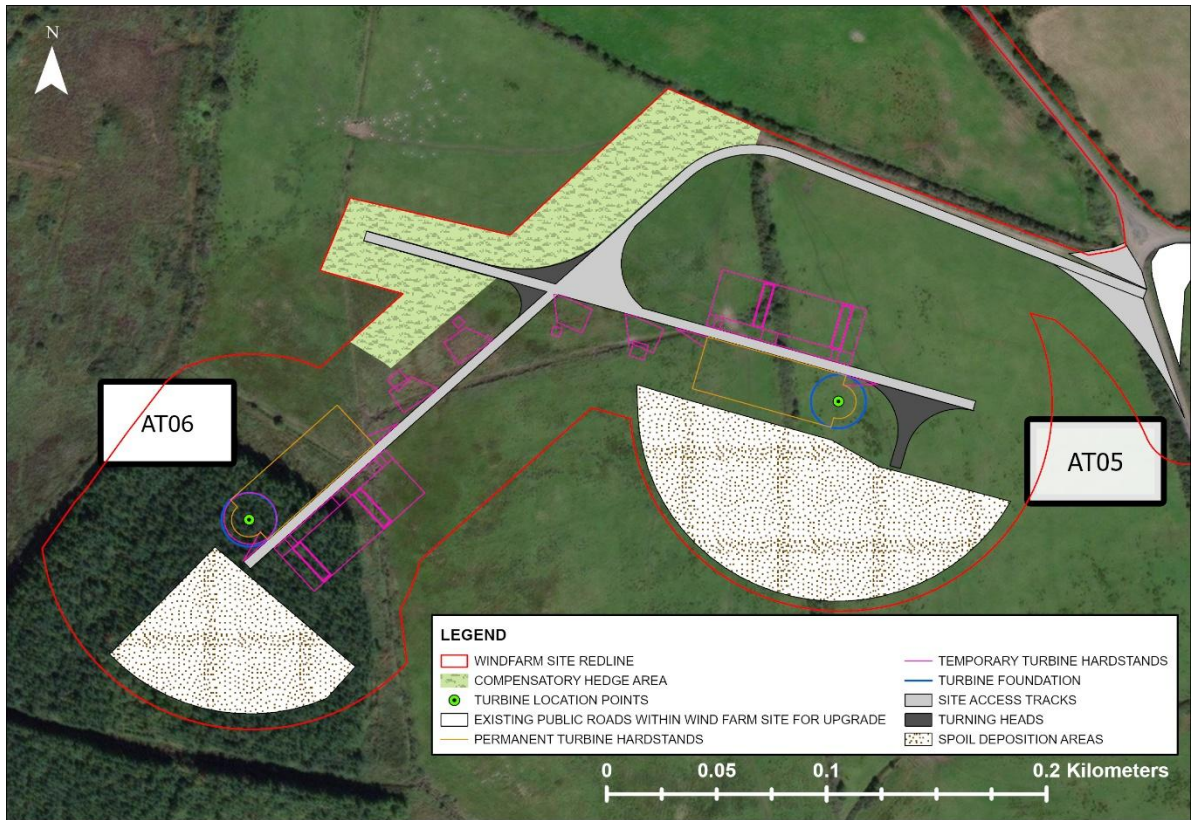 N
AT06
AT05
LEGEND
WINDFARM SITE REDLINE
COMPENSATORY HEDGE AREA
TURBINE LOCATION POINTS
EXISTING PUBLIC ROADS WITHIN WIND FARM SITE FOR UPGRADE
PERMANENT TURBINE HARDSTANDS
TEMPORARY TURBINE HARDSTANDS
TURBINE FOUNDATION
SITE ACCESS TRACKS
TURNING HEADS
SPOIL DEPOSITION AREAS
0 0.05 0.1 0.2 Kilometers